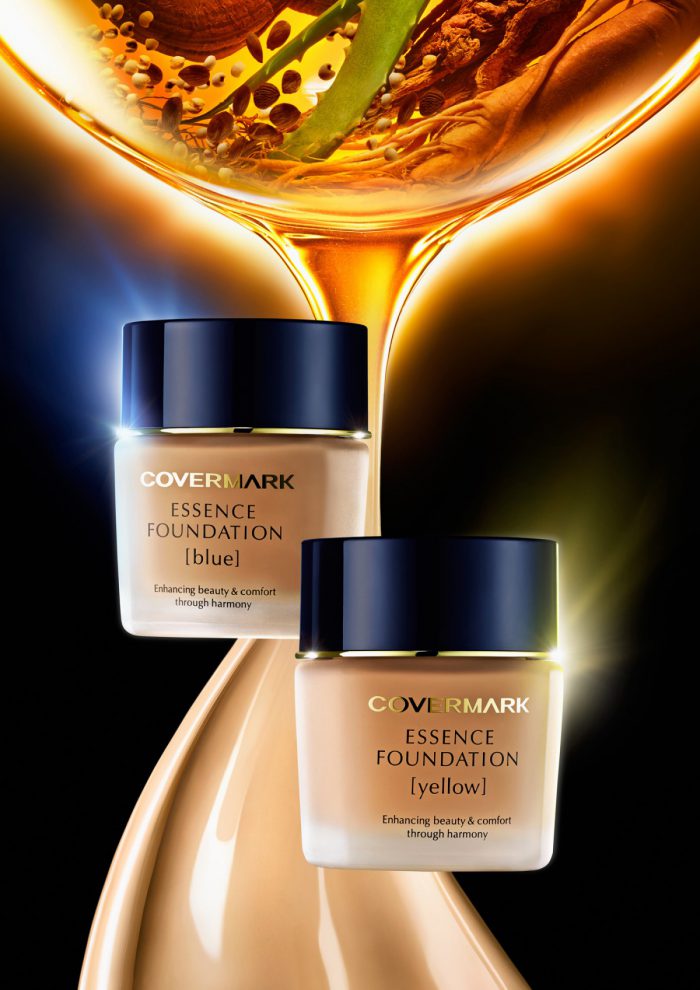 COVERMARK
ESSENCE
FOUNDATION
[blue]
Enhancing beauty & comfort
through harmony
COVERMARK
ESSENCE
FOUNDATION
[yellow]
Enhancing beauty & comfort
through harmony